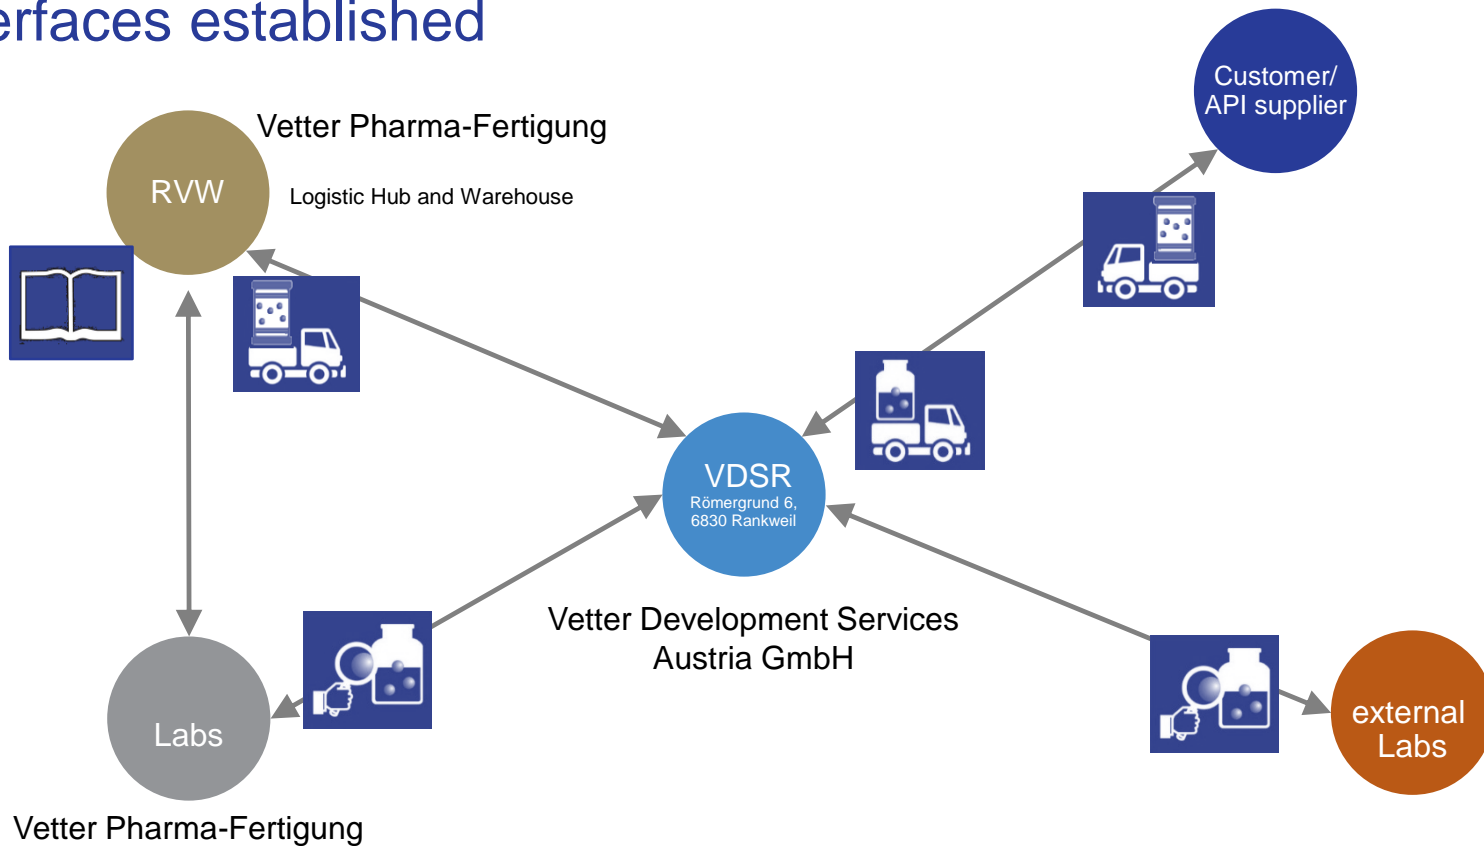 erfaces established
Customer/
API supplier
Vetter Pharma-Fertigung
RVW
Logistic Hub and Warehouse
VDSR
Römergrund 6,
6830 Rankweil
Vetter Development Services
Austria GmbH
Labs
external
Labs
Vetter Pharma-Fertigung